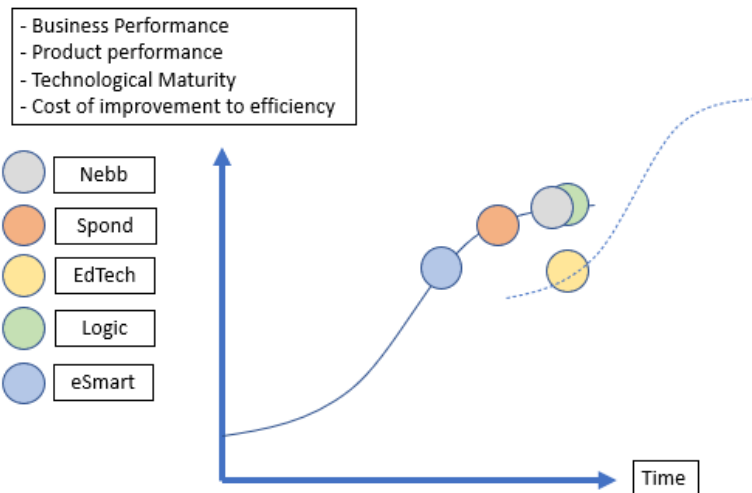 - Business Performance
- Product performance
- Technological Maturity
- Cost of improvement to efficiency
Nebb
Spond
EdTech
Logic
eSmart
Time